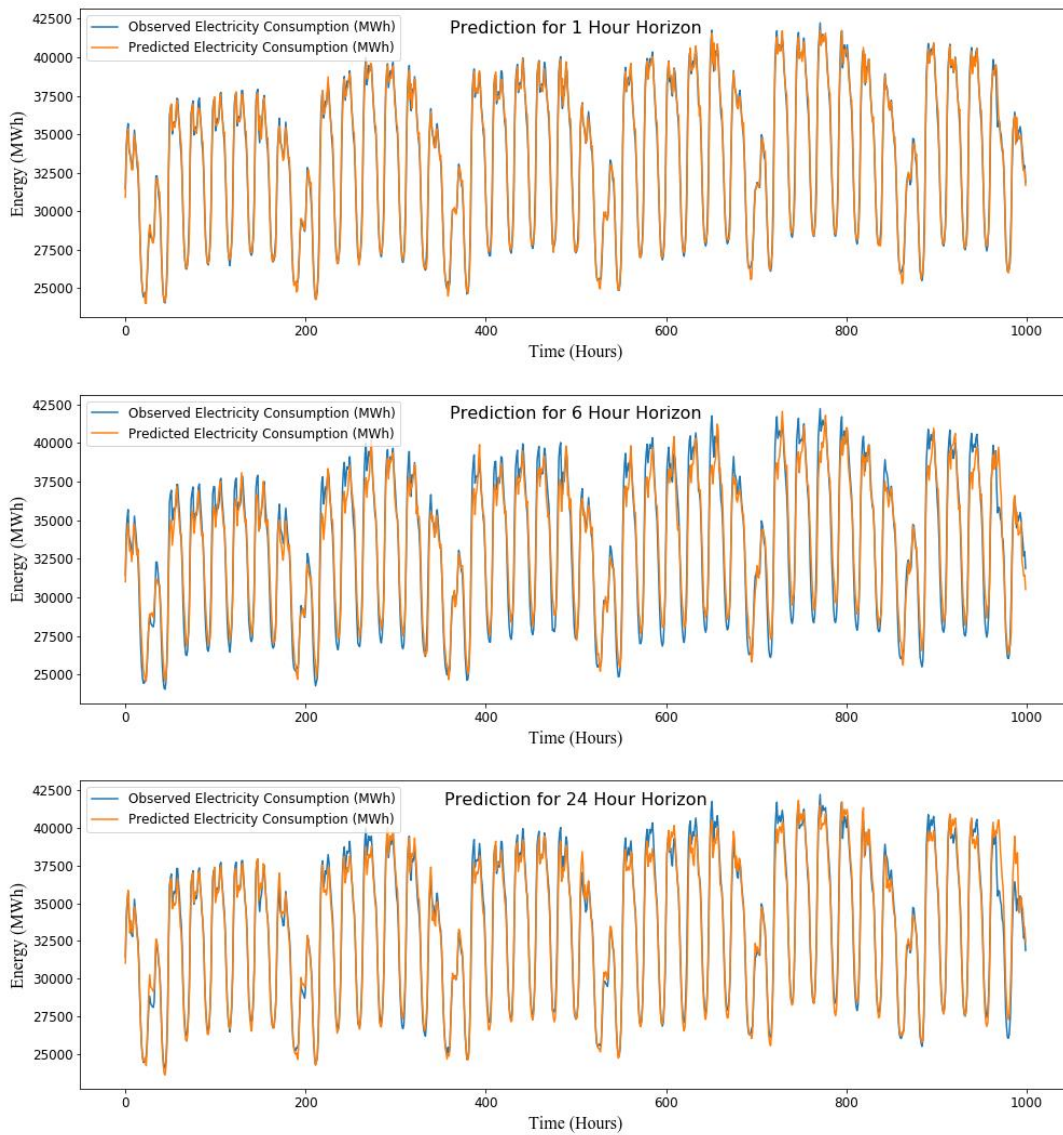 Prediction for 1 Hour Horizon
Observed Electricity Consumption (MWh)
Predicted Electricity Consumption (MWh)
42500
40000
37500
35000
32500
30000
27500
25000
Energy (MWh)
0 200 400 600 800 1000
Time (Hours)
Prediction for 6 Hour Horizon
Observed Electricity Consumption (MWh)
Predicted Electricity Consumption (MWh)
42500
40000
37500
35000
32500
30000
27500
25000
Energy (MWh)
0 200 400 600 800 1000
Time (Hours)
Prediction for 24 Hour Horizon
Observed Electricity Consumption (MWh)
Predicted Electricity Consumption (MWh)
42500
40000
37500
35000
32500
30000
27500
25000
Energy (MWh)
0 200 400 600 800 1000
Time (Hours)